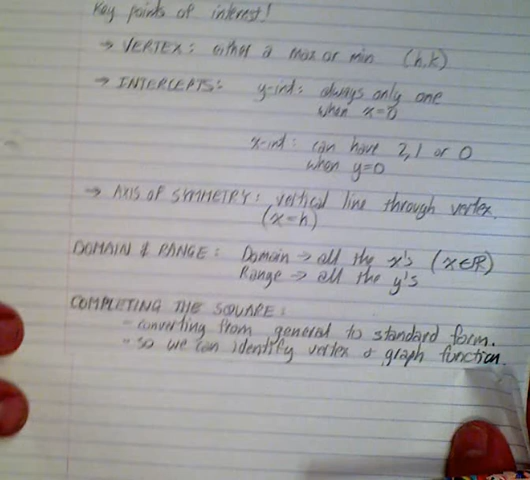 Key points of interest!
→ VERTEX: either a max or min (h,k)
→ INTERCEPTS: y-int: always only one
when x=0
x-int: can have 2,1 or 0
when y=0
→ AXIS OF SYMMETRY: vertical line through vertex.
(x=h)
DOMAIN & RANGE: Domain → all the x's (x∈ℝ)
Range → all the y's
COMPLETING THE SQUARE:
- converting from general to standard form.
- so we can identify vertex & graph function.